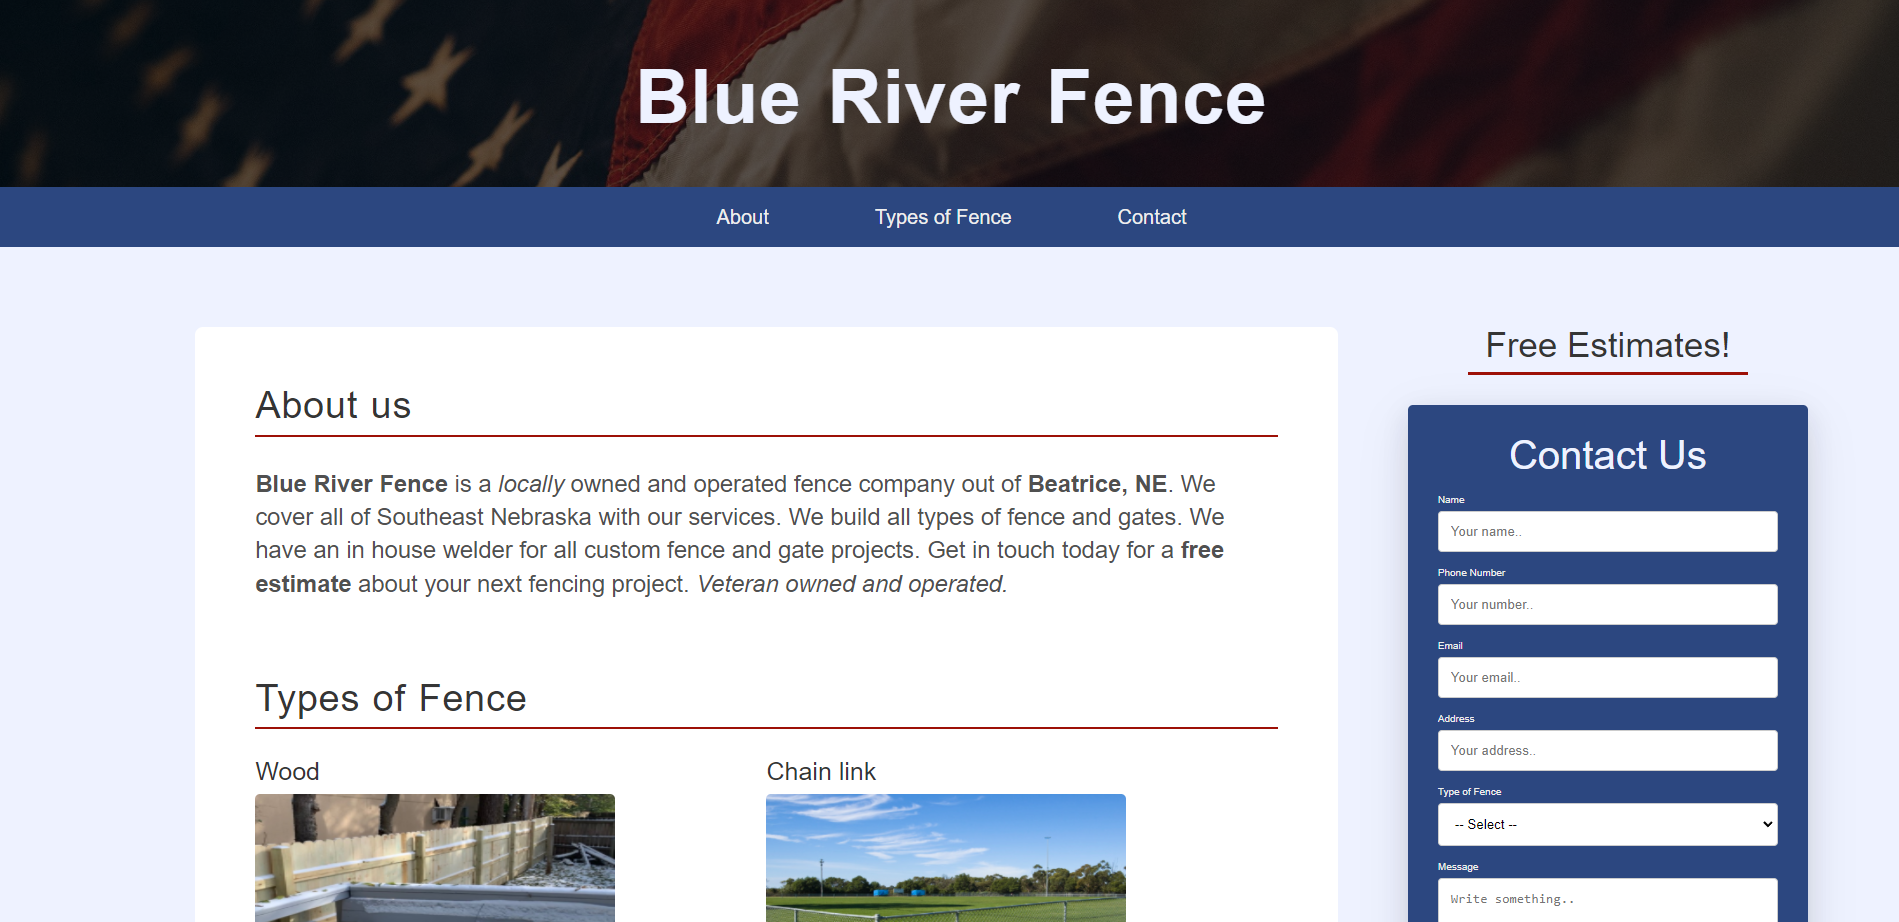 Blue River Fence
About
Types of Fence
Contact
About us
Blue River Fence is a locally owned and operated fence company out of Beatrice, NE. We
cover all of Southeast Nebraska with our services. We build all types of fence and gates. We
have an in house welder for all custom fence and gate projects. Get in touch today for a free
estimate about your next fencing project. Veteran owned and operated.
Types of Fence
Wood
Chain link
Free Estimates!
Contact Us
Name
Your name..
Phone Number
Your number..
Email
Your email..
Address
Your address..
Type of Fence
-- Select --
Message
Write something..